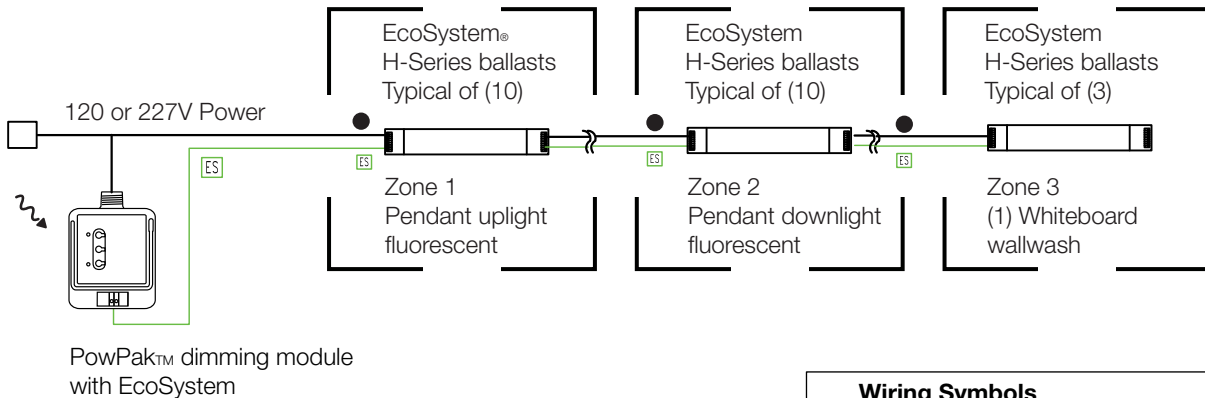 EcoSystem®
H-Series ballasts
Typical of (10)
EcoSystem
H-Series ballasts
Typical of (10)
EcoSystem
H-Series ballasts
Typical of (3)
120 or 227V Power
ES
ES
ES
ES
Zone 1
Pendant uplight
fluorescent
Zone 2
Pendant downlight
fluorescent
Zone 3
(1) Whiteboard
wallwash
PowPak™ dimming module
with EcoSystem
Wiring Symbols